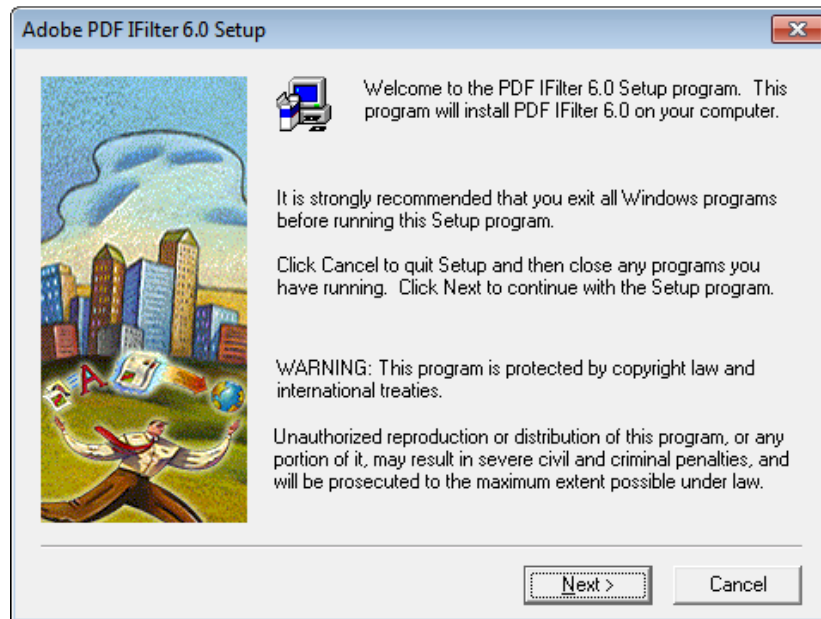 Adobe PDF IFilter 6.0 Setup
Welcome to the PDF IFilter 6.0 Setup program.  This
program will install PDF IFilter 6.0 on your computer.
It is strongly recommended that you exit all Windows programs
before running this Setup program.
Click Cancel to quit Setup and then close any programs you
have running.  Click Next to continue with the Setup program.
WARNING: This program is protected by copyright law and
international treaties.
Unauthorized reproduction or distribution of this program, or any
portion of it, may result in severe civil and criminal penalties, and
will be prosecuted to the maximum extent possible under law.
Next >
Cancel